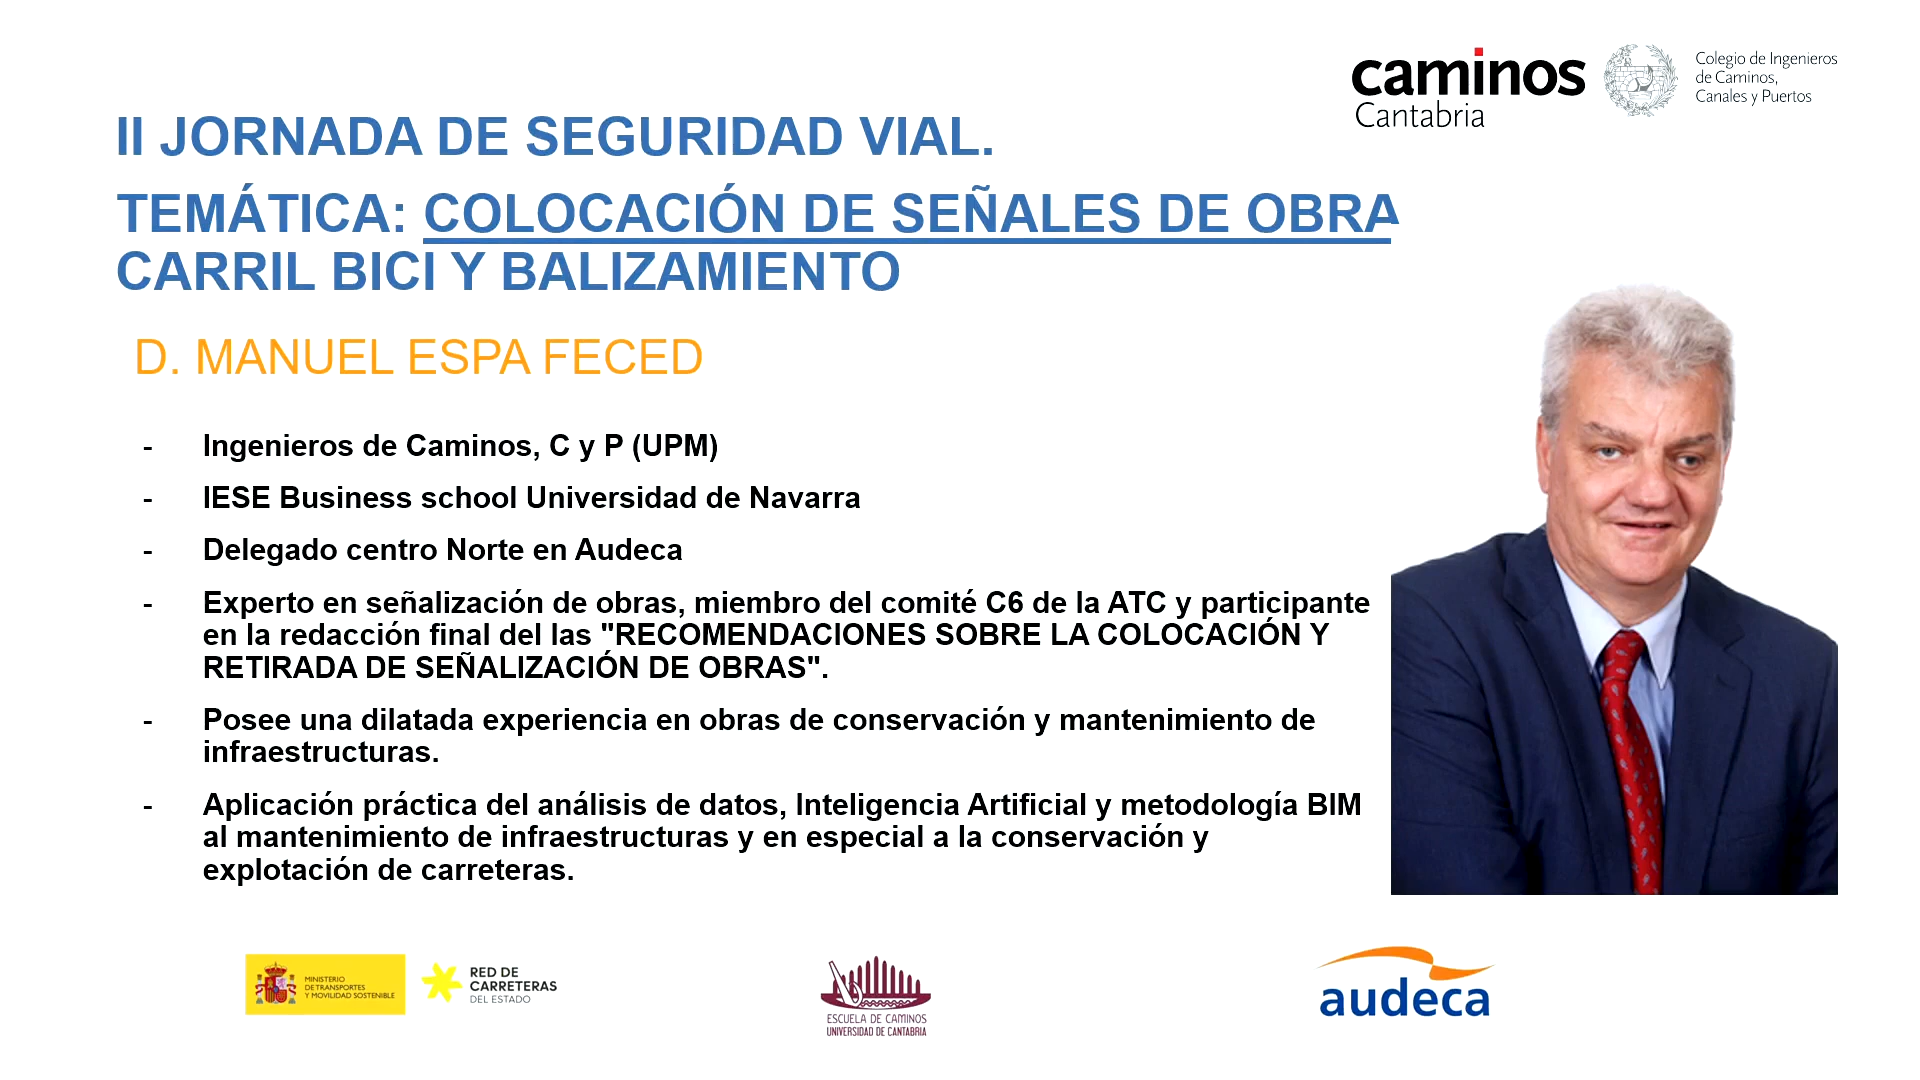 caminos
Cantabria
Colegio de Ingenieros
de Caminos,
Canales y Puertos
II JORNADA DE SEGURIDAD VIAL.
TEMÁTICA: COLOCACIÓN DE SEÑALES DE OBRA
CARRIL BICI Y BALIZAMIENTO
D. MANUEL ESPA FECED
- Ingenieros de Caminos, C y P (UPM)
- IESE Business school Universidad de Navarra
- Delegado centro Norte en Audeca
- Experto en señalización de obras, miembro del comité C6 de la ATC y participante
en la redacción final del las "RECOMENDACIONES SOBRE LA COLOCACIÓN Y
RETIRADA DE SEÑALIZACIÓN DE OBRAS".
- Posee una dilatada experiencia en obras de conservación y mantenimiento de
infraestructuras.
- Aplicación práctica del análisis de datos, Inteligencia Artificial y metodología BIM
al mantenimiento de infraestructuras y en especial a la conservación y
explotación de carreteras.
MINISTERIO
DE TRANSPORTES
Y MOVILIDAD SOSTENIBLE
RED DE
CARRETERAS
DEL ESTADO
ESCUELA DE CAMINOS
UNIVERSIDAD DE CANTABRIA
audeca